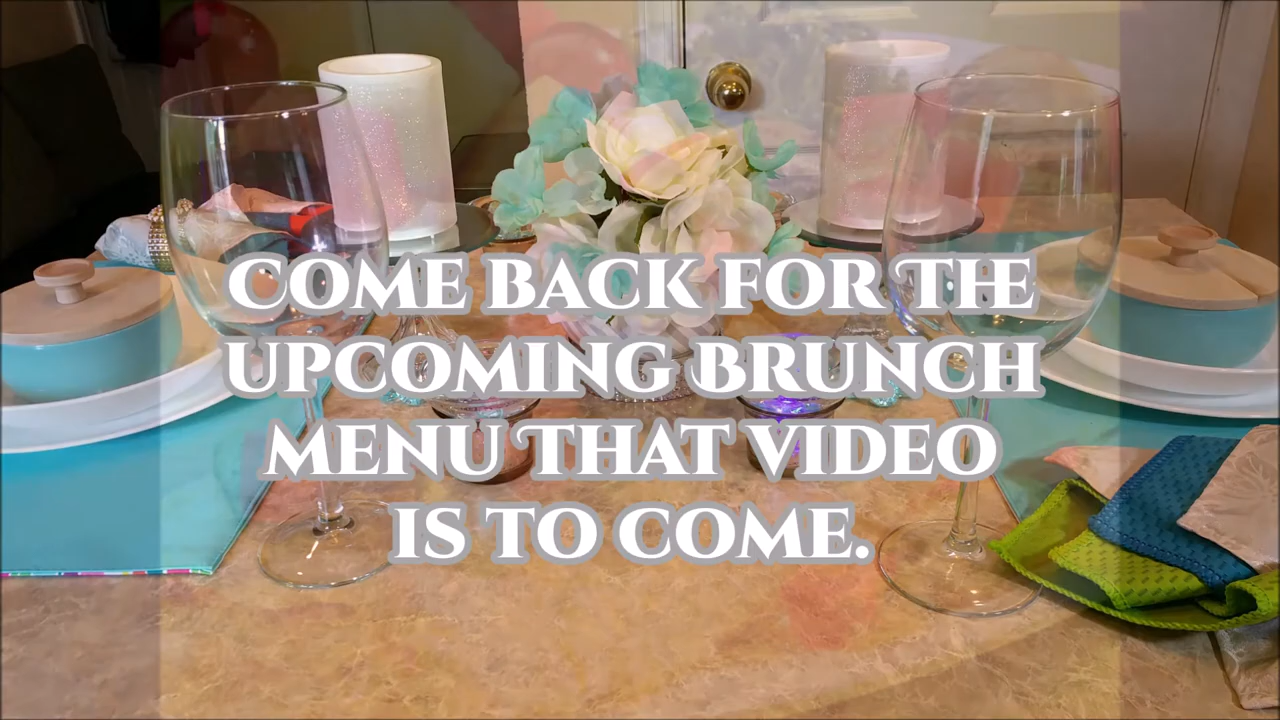 COME BACK FOR THE
UPCOMING BRUNCH
MENU THAT VIDEO
IS TO COME.